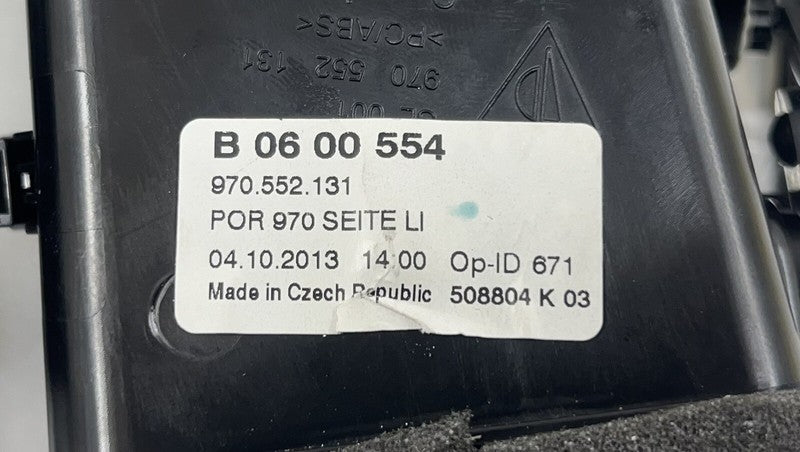 >PC/ABS<
970 552 131
B 06 00 554
970.552.131
POR 970 SEITE LI
04.10.2013 14:00 Op-ID 671
Made in Czech Republic 508804 K 03